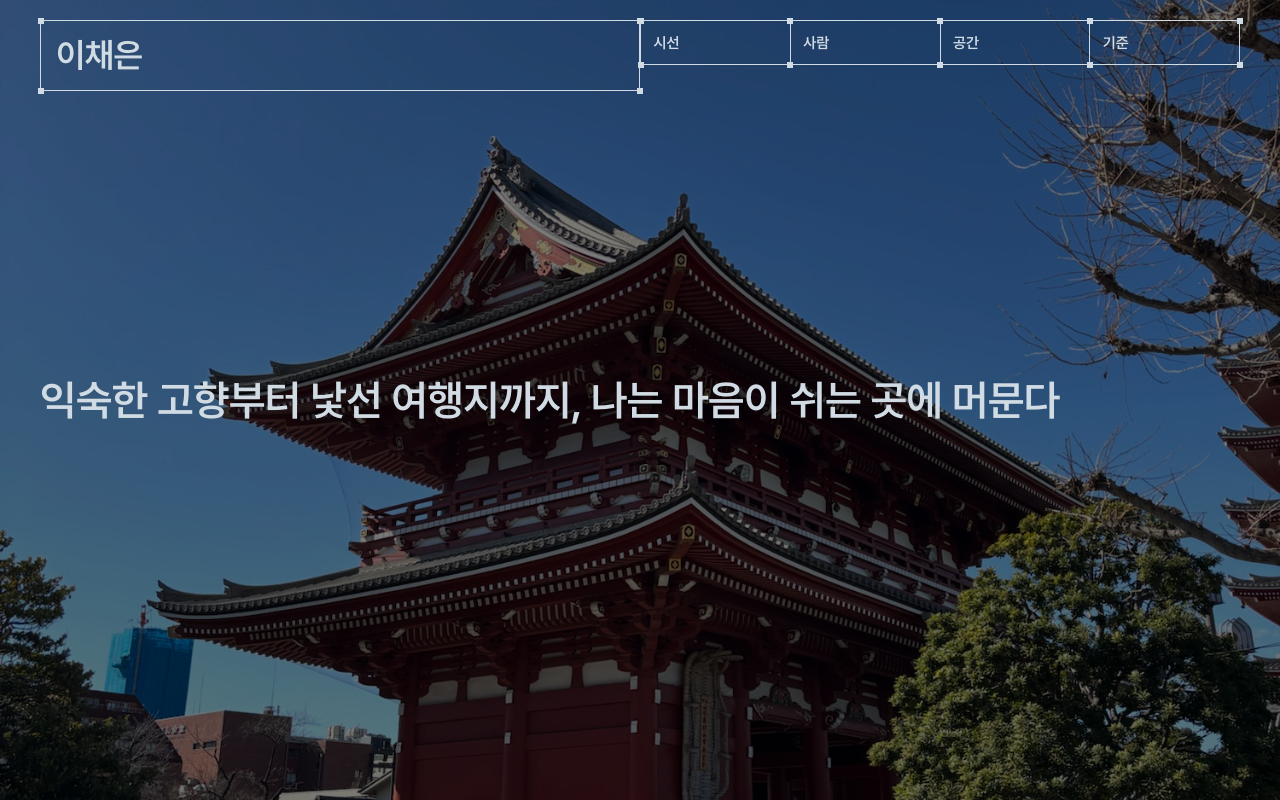 이채은
시선
사람
공간
기준
익숙한 고향부터 낯선 여행지까지, 나는 마음이 쉬는 곳에 머문다